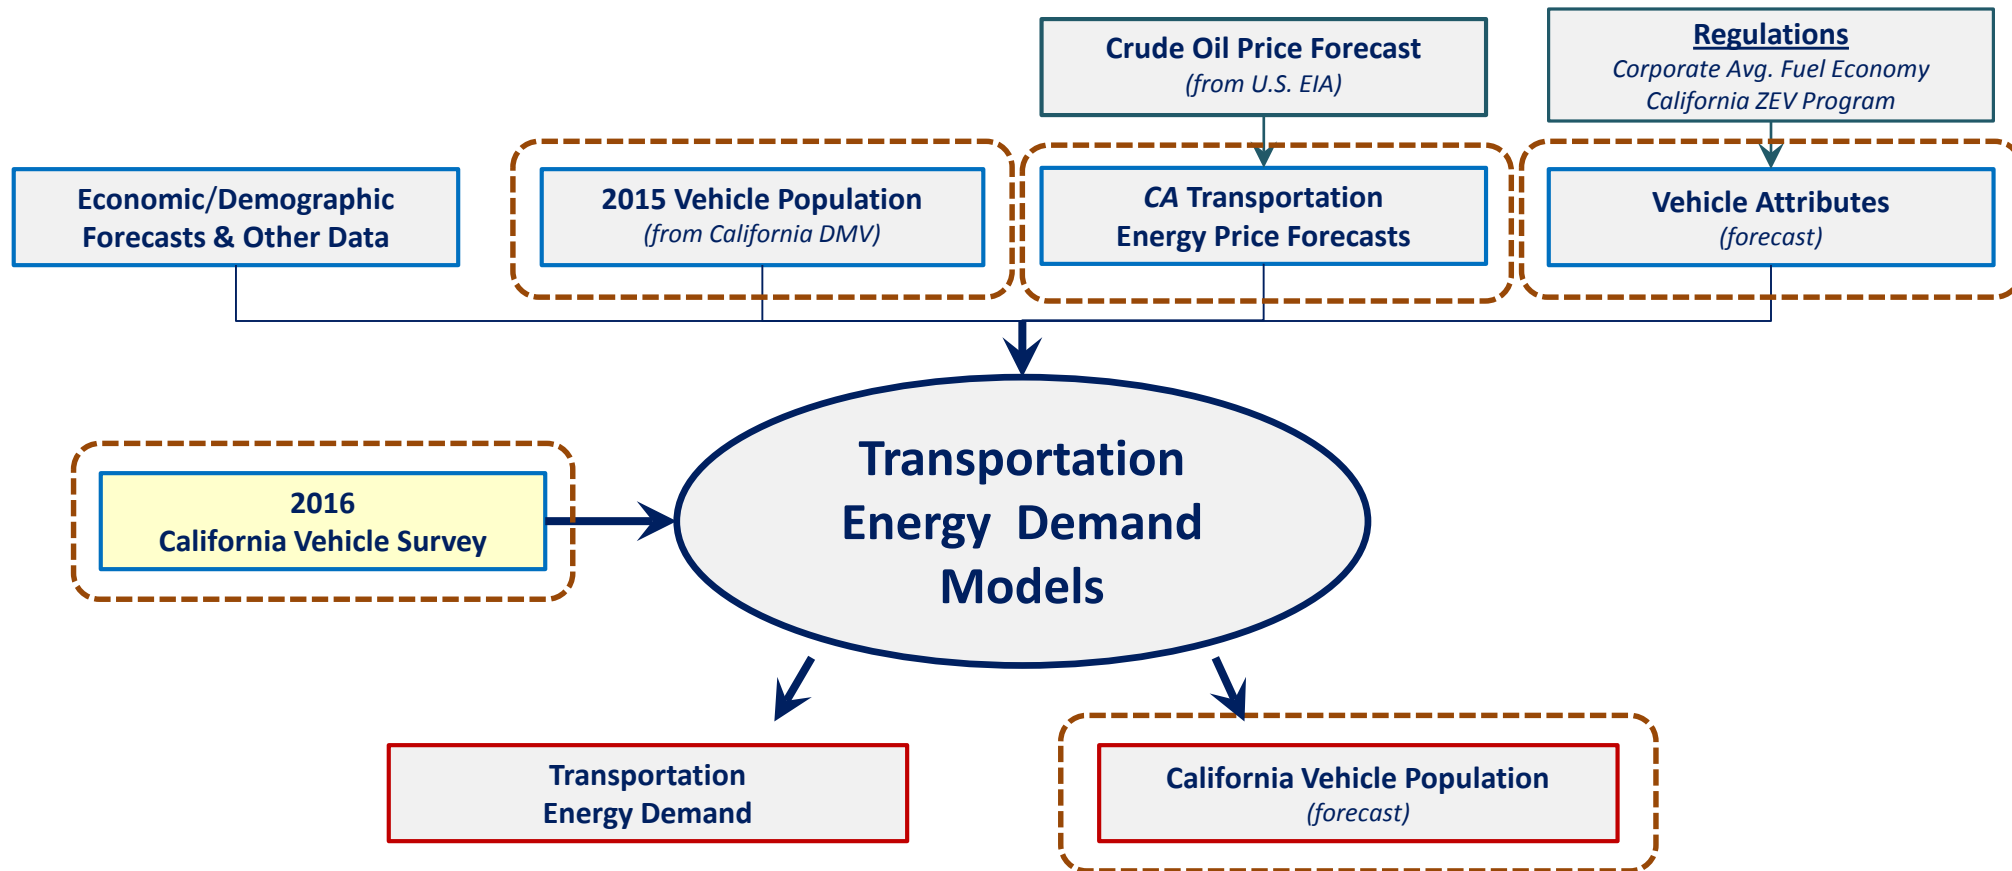 Crude Oil Price Forecast
(from U.S. EIA)
Regulations
Corporate Avg. Fuel Economy
California ZEV Program
Economic/Demographic
Forecasts & Other Data
2015 Vehicle Population
(from California DMV)
CA Transportation
Energy Price Forecasts
Vehicle Attributes
(forecast)
2016
California Vehicle Survey
Transportation
Energy Demand
Models
Transportation
Energy Demand
California Vehicle Population
(forecast)